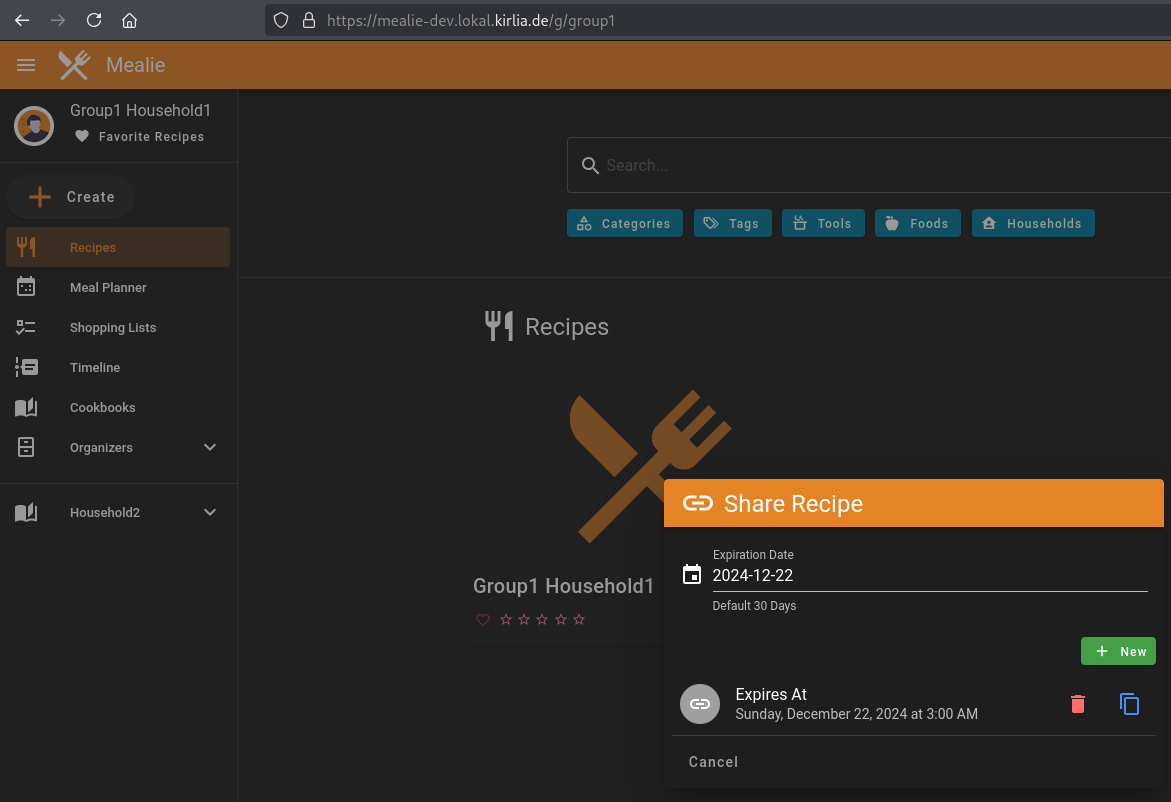 https://mealie-dev.lokal.kirlia.de/g/group1
Mealie
Group1 Household1
Favorite Recipes
Create
Recipes
Meal Planner
Shopping Lists
Timeline
Cookbooks
Organizers
Household2
Search...
Categories Tags Tools Foods Households
Recipes
Group1 Household1
Share Recipe
Expiration Date
2024-12-22
Default 30 Days
New
Expires At
Sunday, December 22, 2024 at 3:00 AM
Cancel